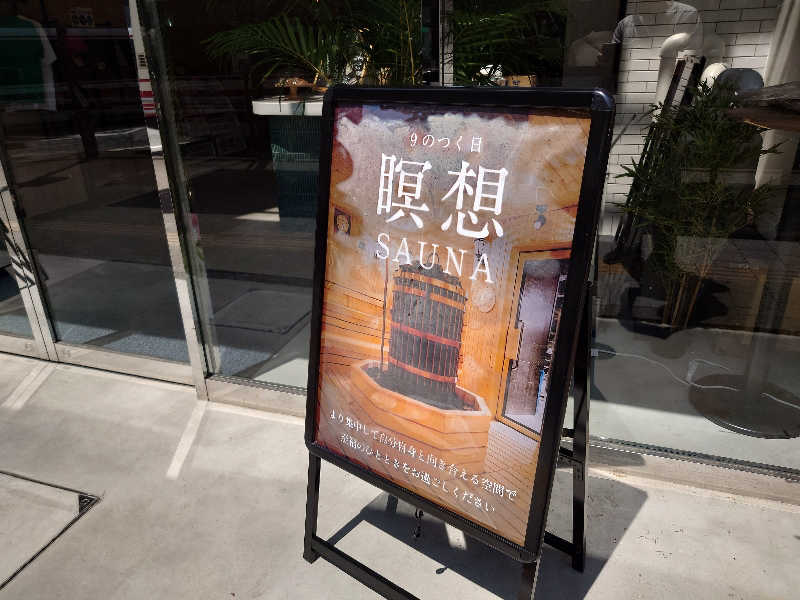 9のつく日
瞑想
SAUNA
より集中して自分自身と向き合える空間で
至福のひとときをお過ごしください